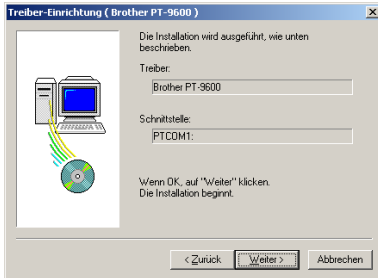 Treiber-Einrichtung ( Brother PT-9600 )
Die Installation wird ausgeführt, wie unten
beschrieben.
Treiber:
Brother PT-9600
Schnittstelle:
PTCOM1:
Wenn OK, auf "Weiter" klicken.
Die Installation beginnt.
< Zurück
Weiter >
Abbrechen